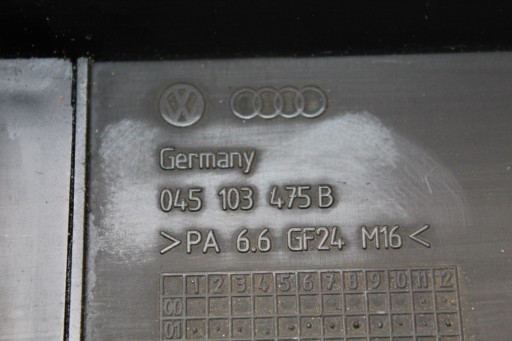 Germany
045 103 475 B
>PA 6.6 GF24 M16<
1 2 3 4 5 6 7 8 9 10 11 12
00
01